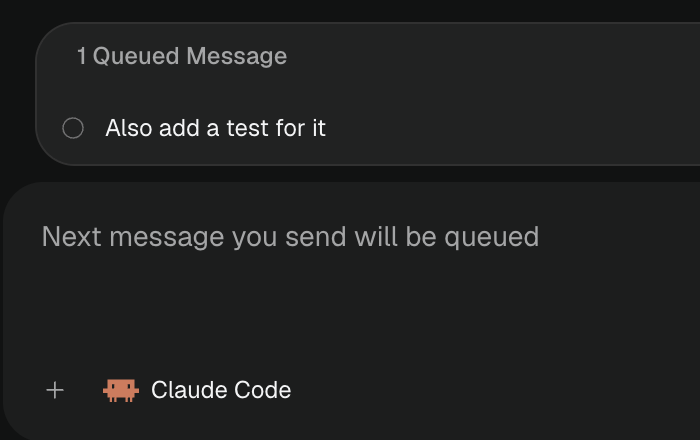 1 Queued Message
Also add a test for it
Next message you send will be queued
Claude Code